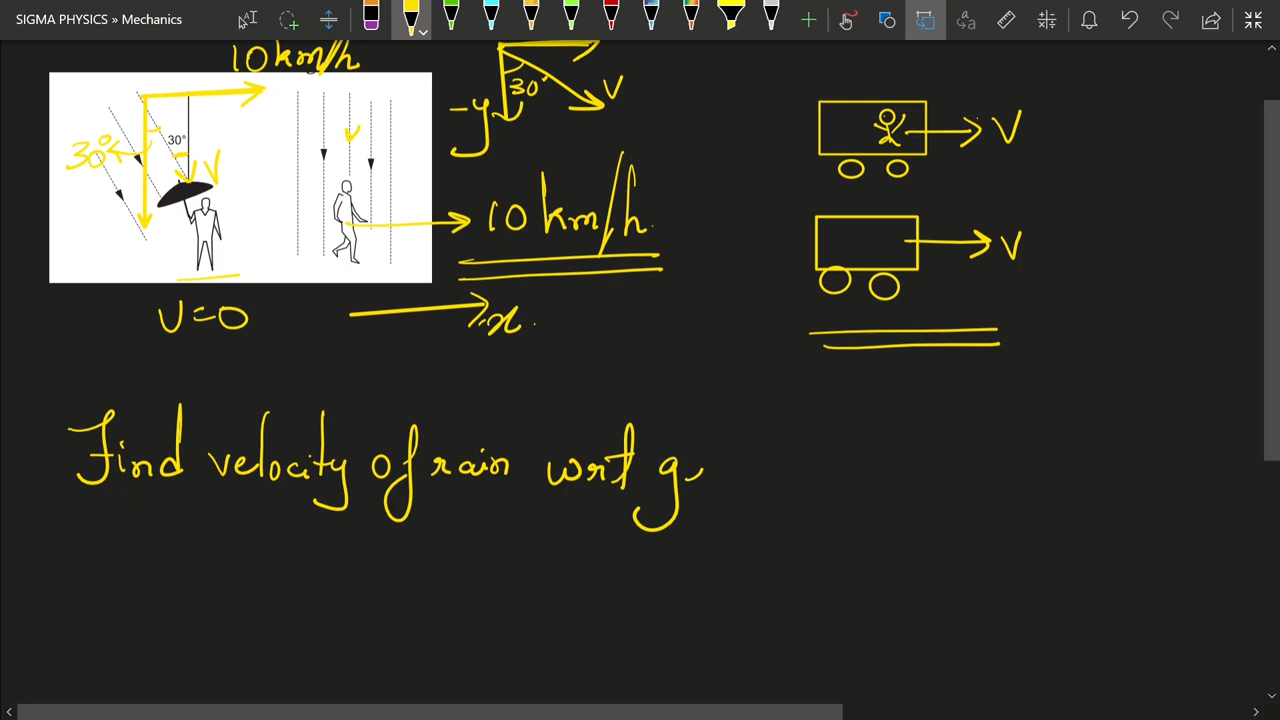 SIGMA PHYSICS » Mechanics
10 km/h
30°
V
-y
30°
30°
V
V
10 km/h.
V
V
V=0
x.
Find velocity of rain wrt g